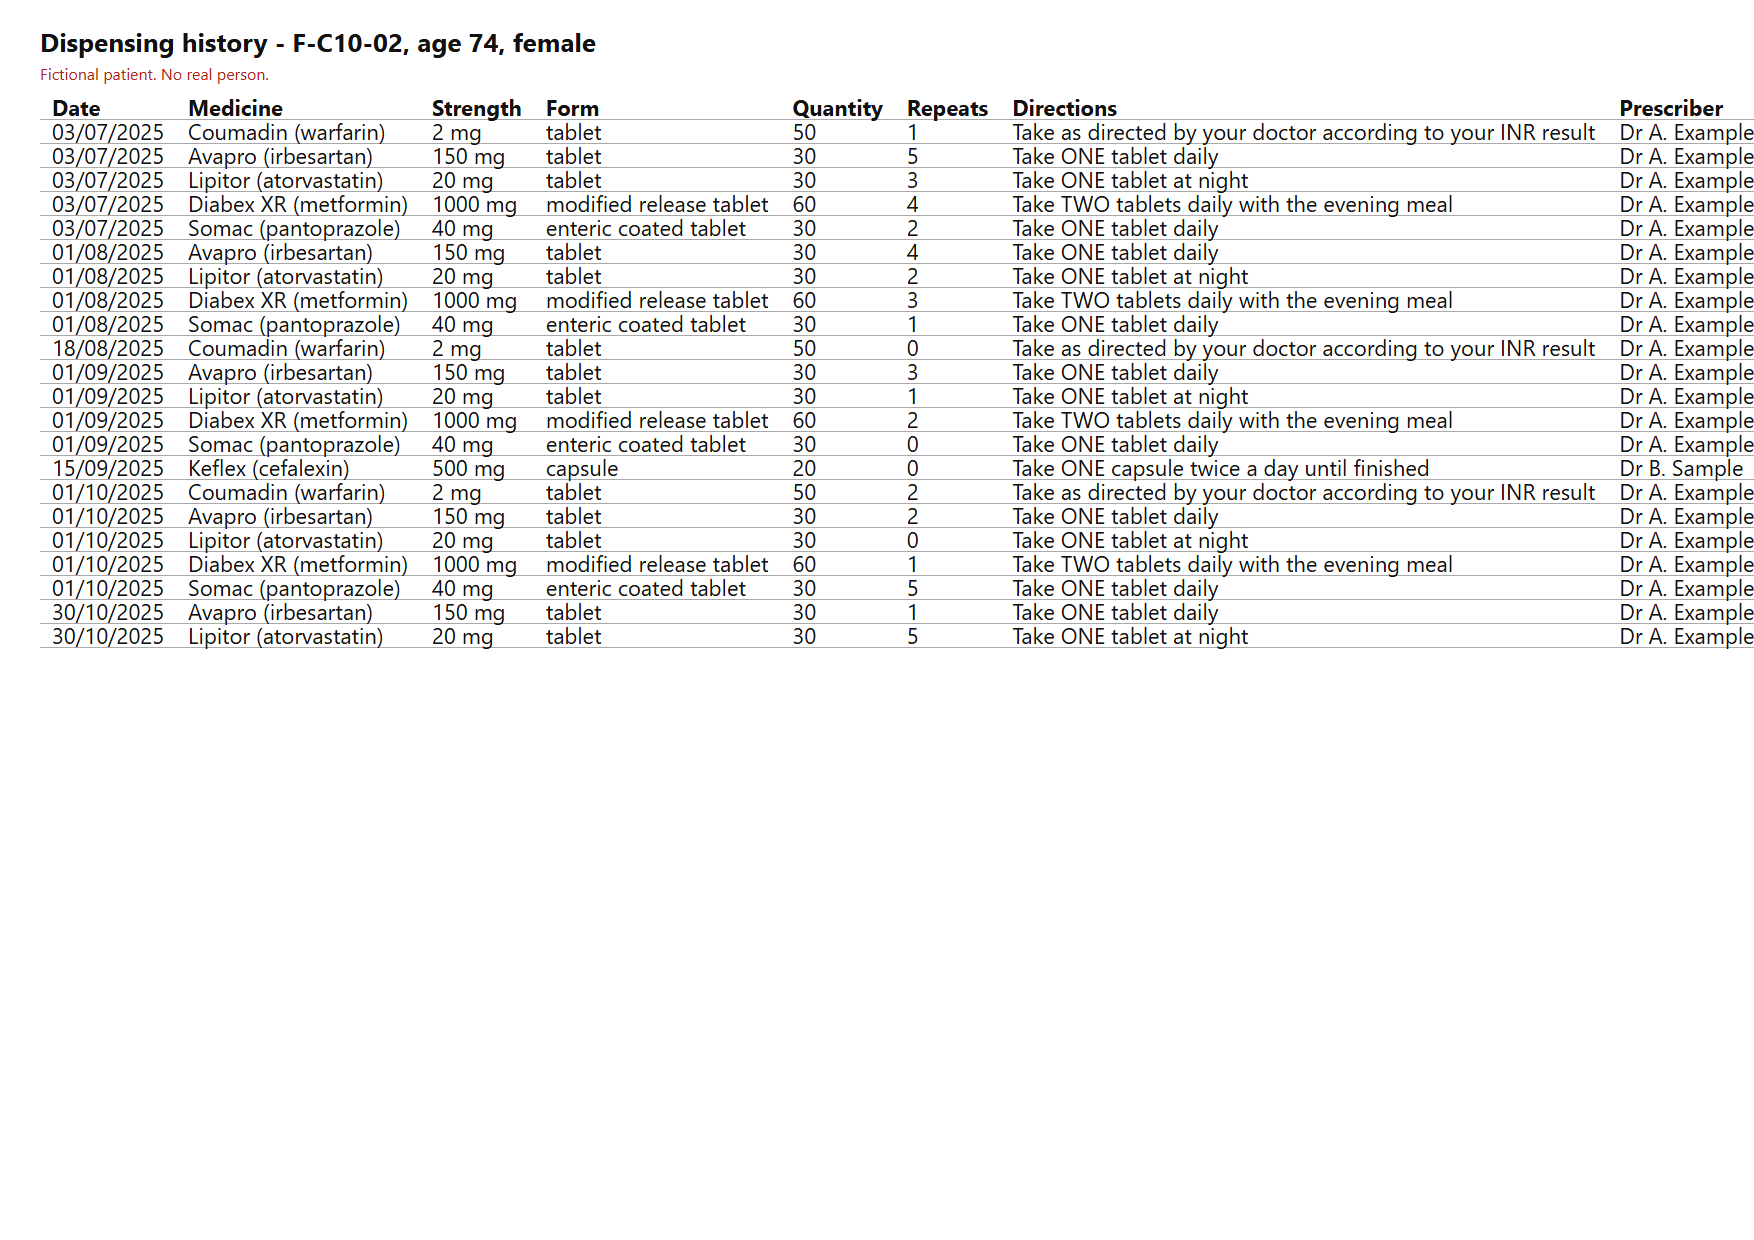 Dispensing history - F-C10-02, age 74, female
Fictional patient. No real person.
Date Medicine Strength Form Quantity Repeats Directions Prescriber
03/07/2025 Coumadin (warfarin) 2 mg tablet 50 1 Take as directed by your doctor according to your INR result Dr A. Example
03/07/2025 Avapro (irbesartan) 150 mg tablet 30 5 Take ONE tablet daily Dr A. Example
03/07/2025 Lipitor (atorvastatin) 20 mg tablet 30 3 Take ONE tablet at night Dr A. Example
03/07/2025 Diabex XR (metformin) 1000 mg modified release tablet 60 4 Take TWO tablets daily with the evening meal Dr A. Example
03/07/2025 Somac (pantoprazole) 40 mg enteric coated tablet 30 2 Take ONE tablet daily Dr A. Example
01/08/2025 Avapro (irbesartan) 150 mg tablet 30 4 Take ONE tablet daily Dr A. Example
01/08/2025 Lipitor (atorvastatin) 20 mg tablet 30 2 Take ONE tablet at night Dr A. Example
01/08/2025 Diabex XR (metformin) 1000 mg modified release tablet 60 3 Take TWO tablets daily with the evening meal Dr A. Example
01/08/2025 Somac (pantoprazole) 40 mg enteric coated tablet 30 1 Take ONE tablet daily Dr A. Example
18/08/2025 Coumadin (warfarin) 2 mg tablet 50 0 Take as directed by your doctor according to your INR result Dr A. Example
01/09/2025 Avapro (irbesartan) 150 mg tablet 30 3 Take ONE tablet daily Dr A. Example
01/09/2025 Lipitor (atorvastatin) 20 mg tablet 30 1 Take ONE tablet at night Dr A. Example
01/09/2025 Diabex XR (metformin) 1000 mg modified release tablet 60 2 Take TWO tablets daily with the evening meal Dr A. Example
01/09/2025 Somac (pantoprazole) 40 mg enteric coated tablet 30 0 Take ONE tablet daily Dr A. Example
15/09/2025 Keflex (cefalexin) 500 mg capsule 20 0 Take ONE capsule twice a day until finished Dr B. Sample
01/10/2025 Coumadin (warfarin) 2 mg tablet 50 2 Take as directed by your doctor according to your INR result Dr A. Example
01/10/2025 Avapro (irbesartan) 150 mg tablet 30 2 Take ONE tablet daily Dr A. Example
01/10/2025 Lipitor (atorvastatin) 20 mg tablet 30 0 Take ONE tablet at night Dr A. Example
01/10/2025 Diabex XR (metformin) 1000 mg modified release tablet 60 1 Take TWO tablets daily with the evening meal Dr A. Example
01/10/2025 Somac (pantoprazole) 40 mg enteric coated tablet 30 5 Take ONE tablet daily Dr A. Example
30/10/2025 Avapro (irbesartan) 150 mg tablet 30 1 Take ONE tablet daily Dr A. Example
30/10/2025 Lipitor (atorvastatin) 20 mg tablet 30 5 Take ONE tablet at night Dr A. Example